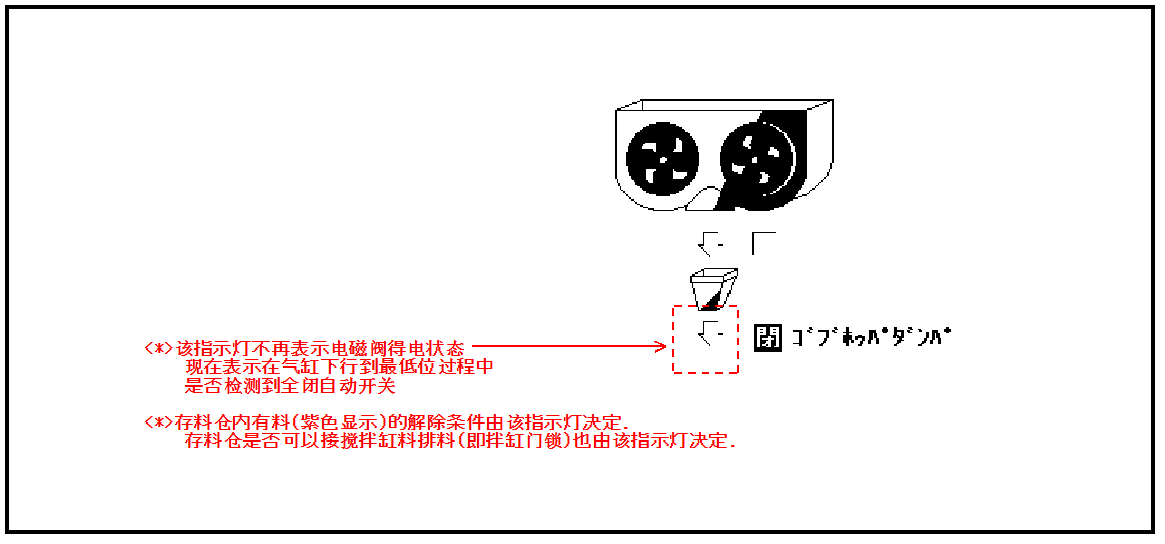 閉 ｺﾞﾌﾞﾎｯﾊﾟﾀﾞﾝﾊﾟ
<*>该指示灯不再表示电磁阀得电状态
现在表示在气缸下行到最低位过程中
是否检测到全闭自动开关
<*>存料仓内有料(紫色显示)的解除条件由该指示灯决定.
存料仓是否可以接搅拌缸料排料(即拌缸门锁)也由该指示灯决定.